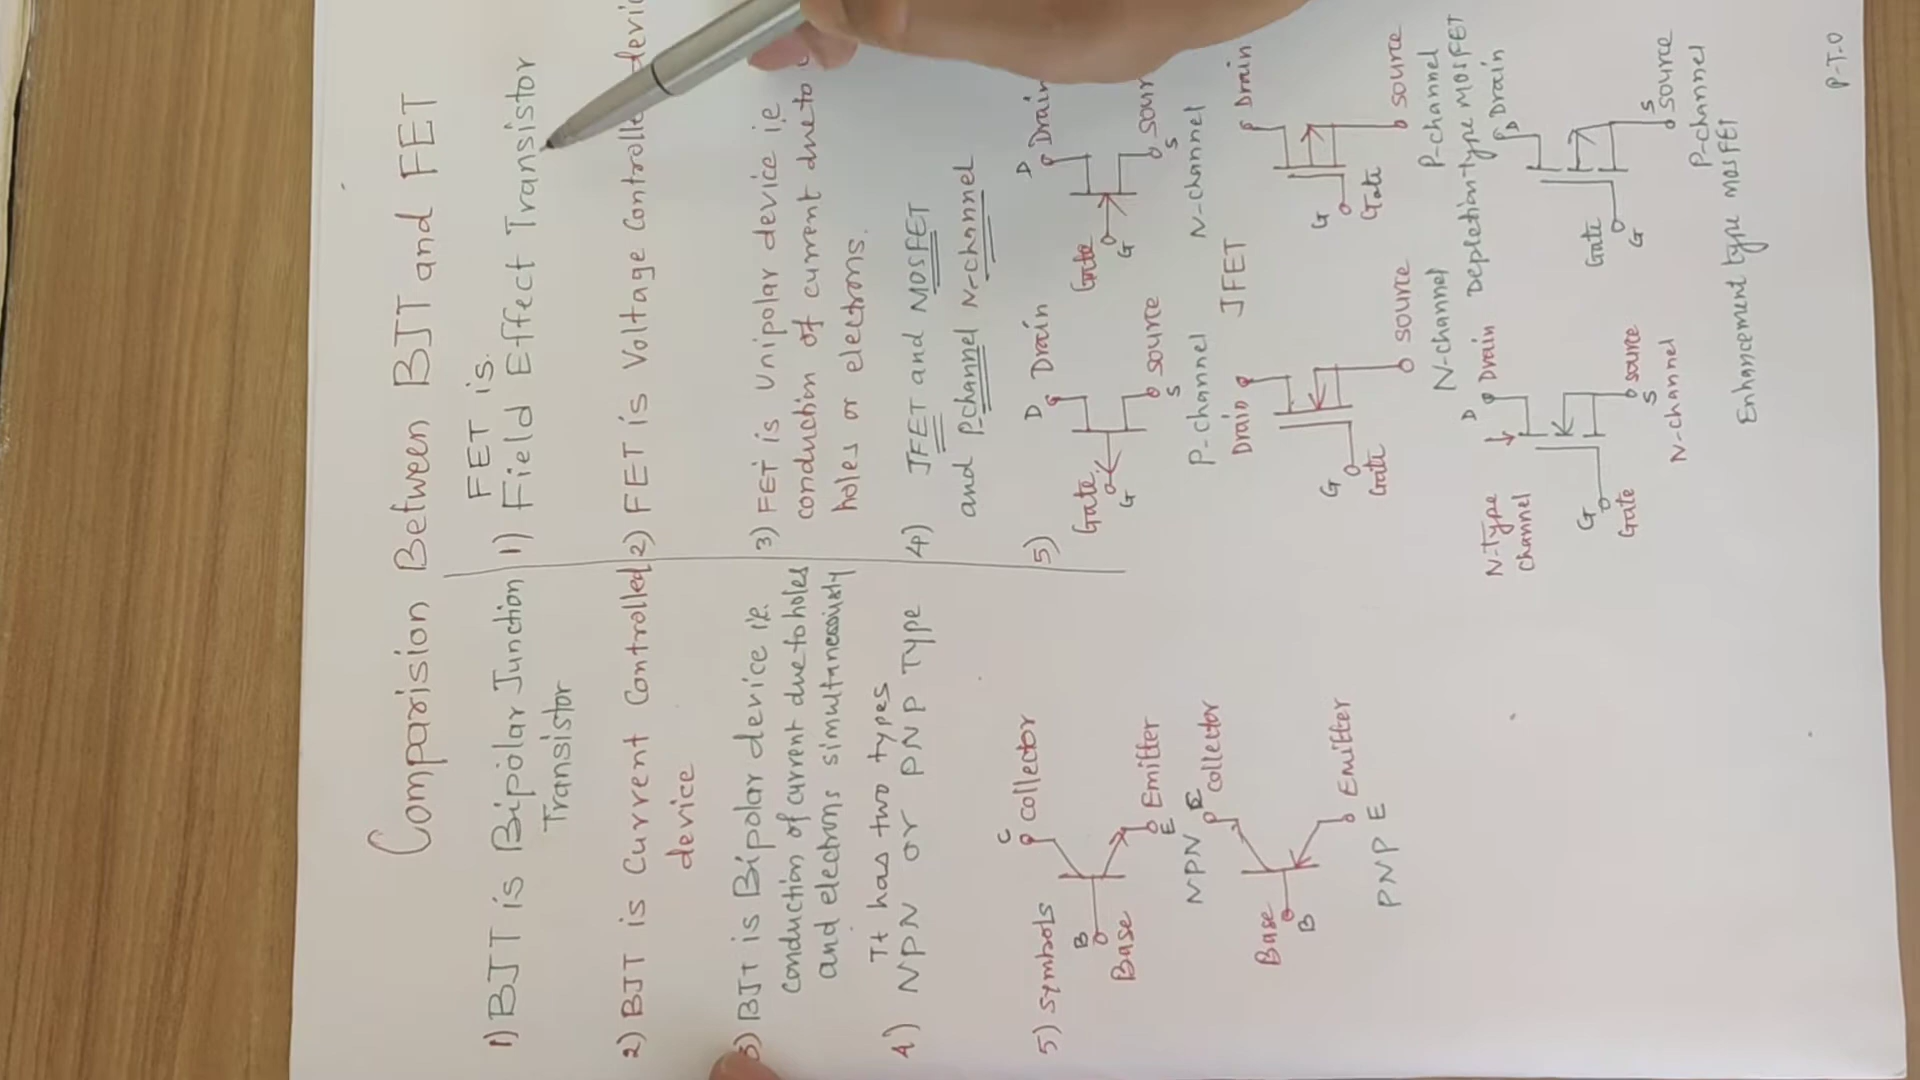 Comparision Between BJT and FET
1) BJT is Bipolar Junction
Transistor
FET is.
1) Field Effect Transistor
2) BJT is Current Controlled
device
2) FET is Voltage Controlled
3) BJT is Bipolar device i.e.
conduction of current due to holes
and electrons simultaneously
3) FET is Unipolar device i.e
conduction of current due to
holes or electrons.
It has two types
4) NPN or PNP Type
4) JFET and MOSFET
and P-channel N-channel
5) Symbols
C Collector
B
Base
E Emitter
NPN
Collector
Base
B
Emitter
PNP E
5)
D Drain
Gate
G
S source
P-channel
D Drain
Gate
G
S
N-channel
JFET
Drain
G
Gate
source
N-channel
Drain
G
Gate
source
P-channel
Depletion type MOSFET
N-type
channel
D Drain
G
Gate
S source
N-channel
D Drain
Gate
G
S source
P-channel
MOSFET
Enhancement type
P-T-O